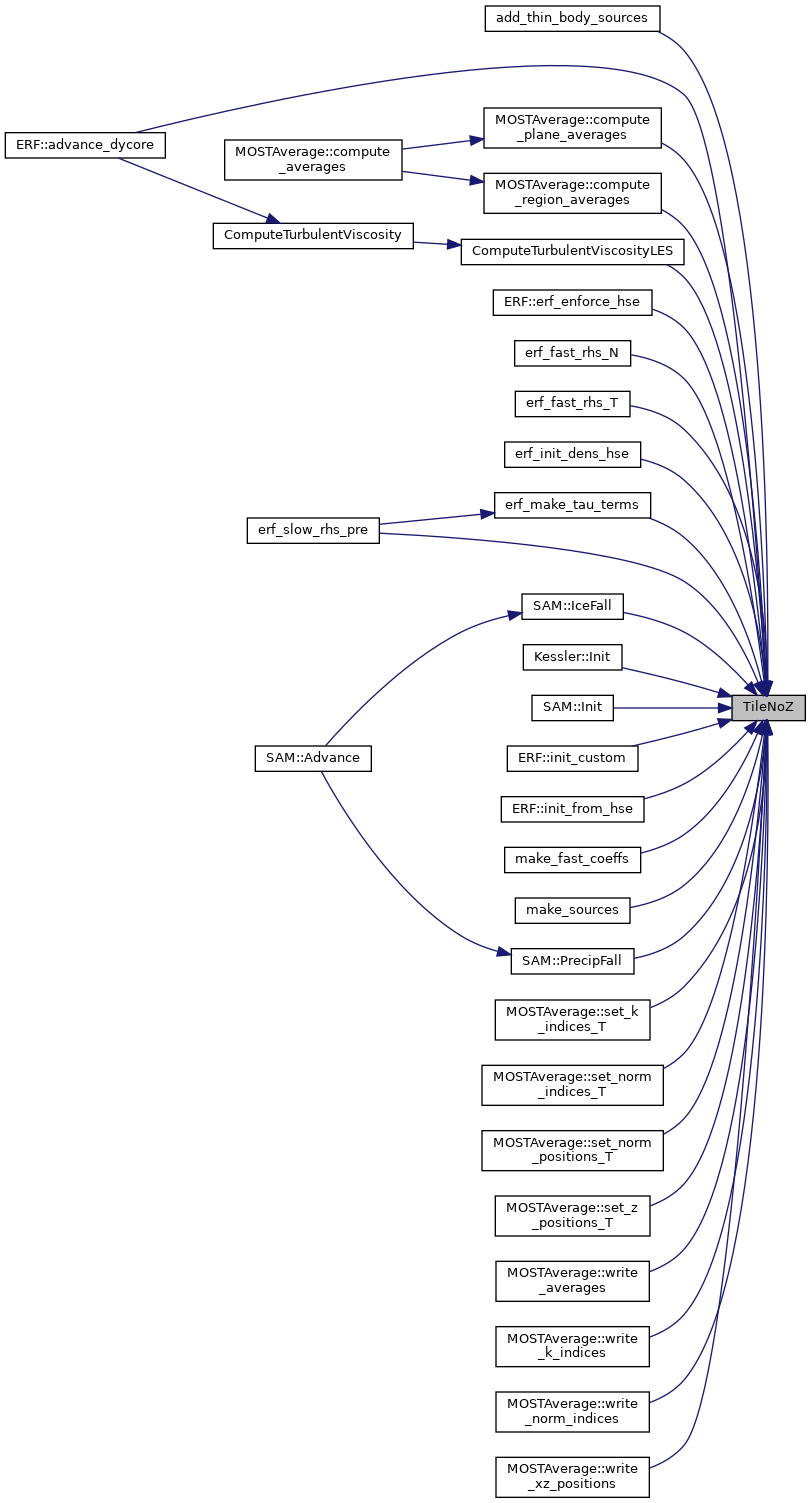 add_thin_body_sources
ERF::advance_dycore
MOSTAverage::compute
_averages
MOSTAverage::compute
_plane_averages
MOSTAverage::compute
_region_averages
ComputeTurbulentViscosity
ComputeTurbulentViscosityLES
ERF::erf_enforce_hse
erf_fast_rhs_N
erf_fast_rhs_T
erf_init_dens_hse
erf_make_tau_terms
erf_slow_rhs_pre
SAM::IceFall
Kessler::Init
SAM::Init
TileNoZ
ERF::init_custom
SAM::Advance
ERF::init_from_hse
make_fast_coeffs
make_sources
SAM::PrecipFall
MOSTAverage::set_k
_indices_T
MOSTAverage::set_norm
_indices_T
MOSTAverage::set_norm
_positions_T
MOSTAverage::set_z
_positions_T
MOSTAverage::write
_averages
MOSTAverage::write
_k_indices
MOSTAverage::write
_norm_indices
MOSTAverage::write
_xz_positions